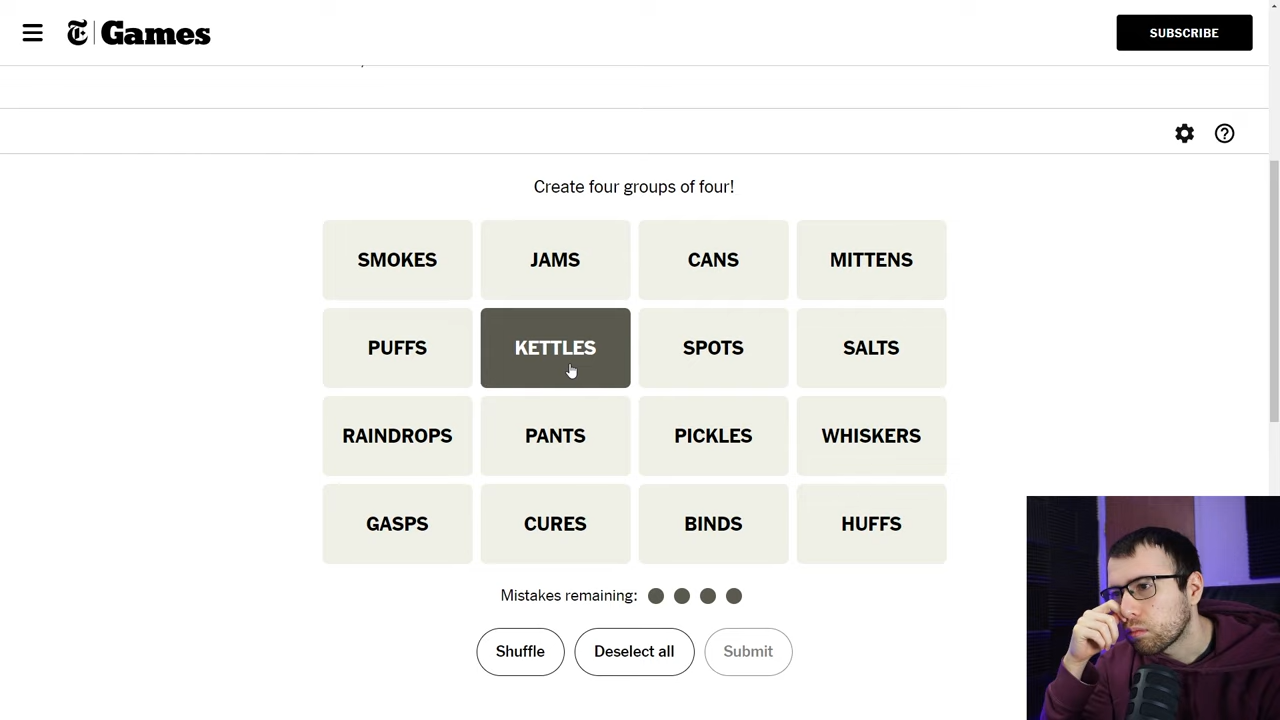 Games
SUBSCRIBE
Create four groups of four!
SMOKES JAMS CANS MITTENS
PUFFS KETTLES SPOTS SALTS
RAINDROPS PANTS PICKLES WHISKERS
GASPS CURES BINDS HUFFS
Mistakes remaining:
Shuffle Deselect all Submit